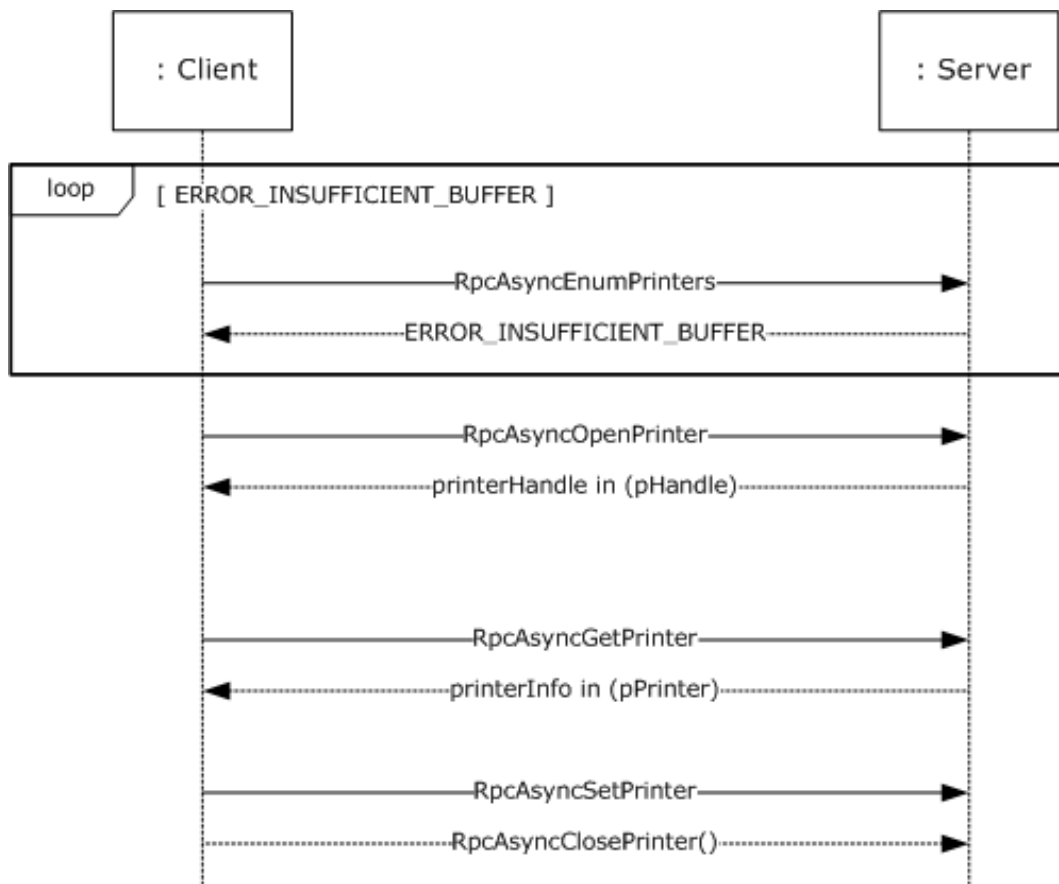 : Client
: Server
loop
[ ERROR_INSUFFICIENT_BUFFER ]
RpcAsyncEnumPrinters
ERROR_INSUFFICIENT_BUFFER
RpcAsyncOpenPrinter
printerHandle in (pHandle)
RpcAsyncGetPrinter
printerInfo in (pPrinter)
RpcAsyncSetPrinter
RpcAsyncClosePrinter()